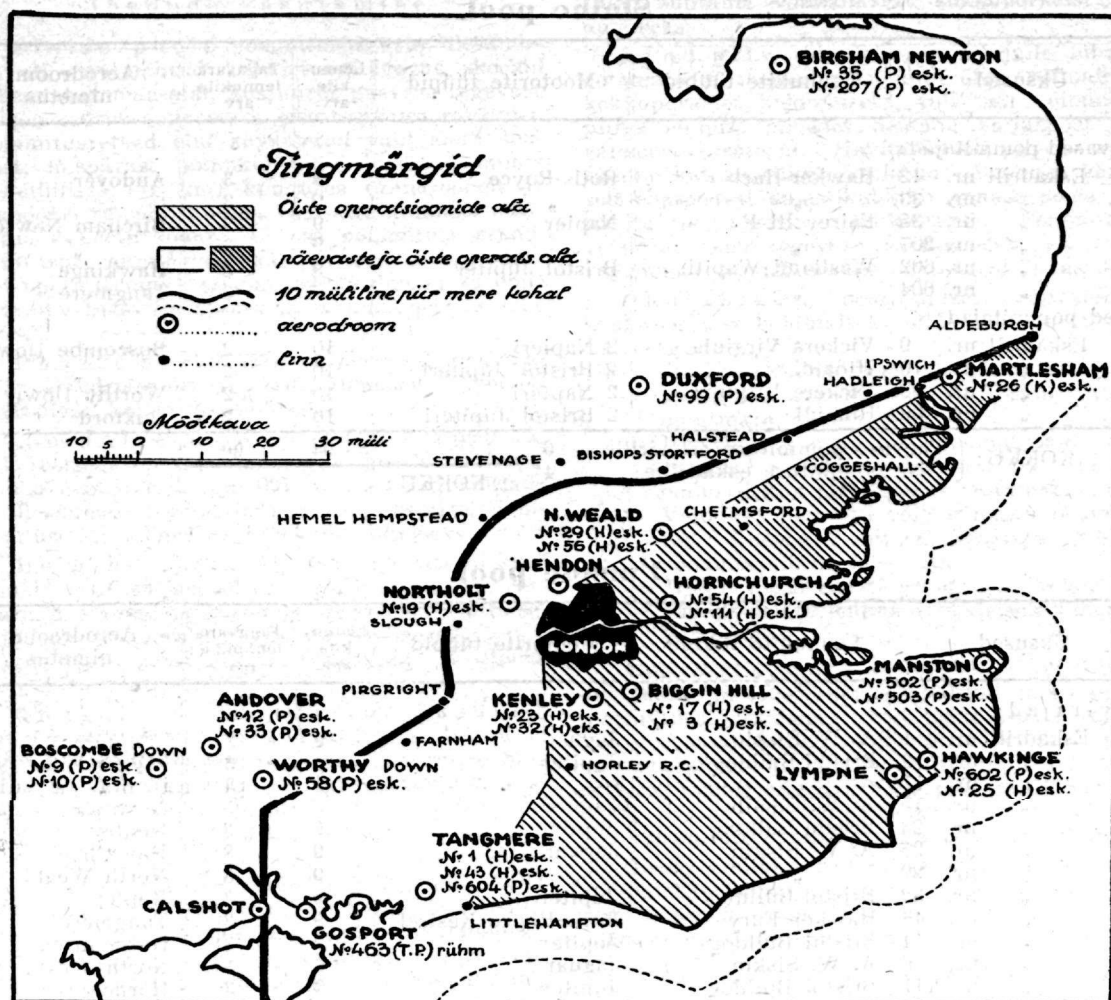 BIRGHAM NEWTON
№ 35 (P) esk.
№ 207 (P) esk.
Tingmärgid
Öiste operatsioonide ala
päevaste ja öiste operats. ala
10 miililine piir mere kohal
aerodroom
linn
Mõõtkava
10 5 0 10 20 30 miili
ALDEBURGH
IPSWICH
HADLEIGH
MARTLESHAM
№ 26 (K) esk.
DUXFORD
№ 99 (P) esk.
HALSTEAD
BISHOPS STORTFORD
STEVENAGE
COGGESHALL
HEMEL HEMPSTEAD
CHELMSFORD
N. WEALD
№ 29 (H) esk.
№ 56 (H) esk.
HENDON
NORTHOLT
№ 19 (H) esk.
SLOUGH
HORNCHURCH
№ 54 (H) esk.
№ 111 (H) esk.
LONDON
MANSTON
№ 502 (P) esk.
№ 503 (P) esk.
PIRGRIGHT
KENLEY
№ 23 (H) eks.
№ 32 (H) eks.
BIGGIN HILL
№ 17 (H) esk.
№ 3 (H) esk.
ANDOVER
№ 12 (P) esk.
№ 33 (P) esk.
FARNHAM
BOSCOMBE DOWN
№ 9 (P) esk.
№ 10 (P) esk.
WORTHY DOWN
№ 58 (P) esk.
HORLEY R.C.
LYMPNE
HAWKINGE
№ 602 (P) esk.
№ 25 (H) esk.
TANGMERE
№ 1 (H) esk.
№ 43 (H) esk.
№ 604 (P) esk.
CALSHOT
GOSPORT
№ 463 (T.P.) rühm
LITTLEHAMPTON